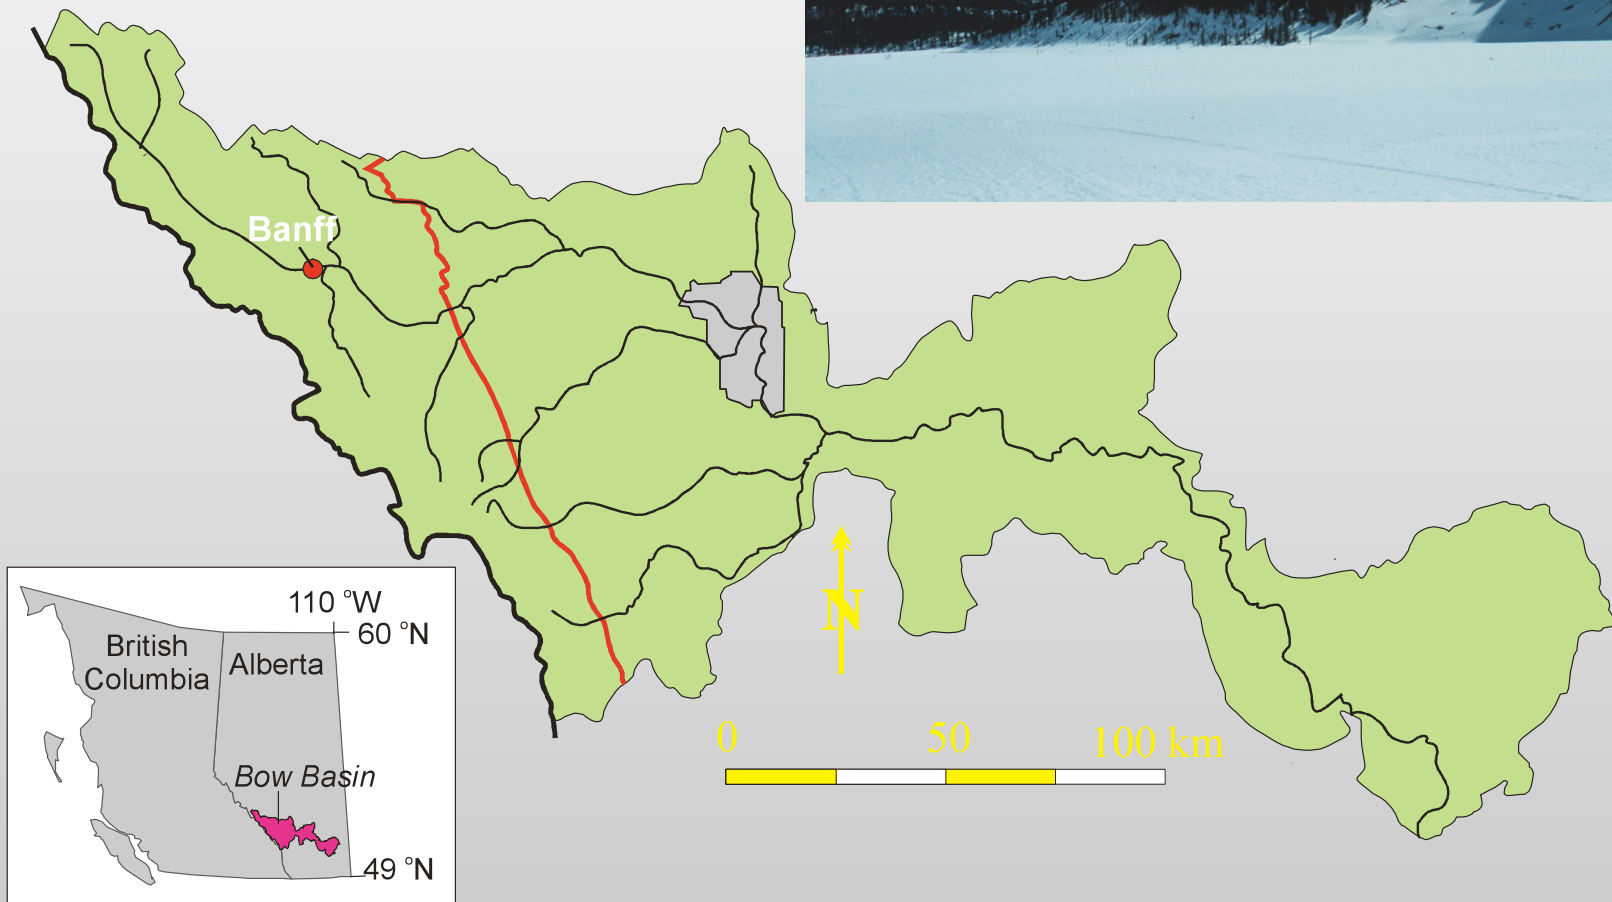 Banff
N
0
50
100 km
110 °W
60 °N
British
Columbia
Alberta
Bow Basin
49 °N